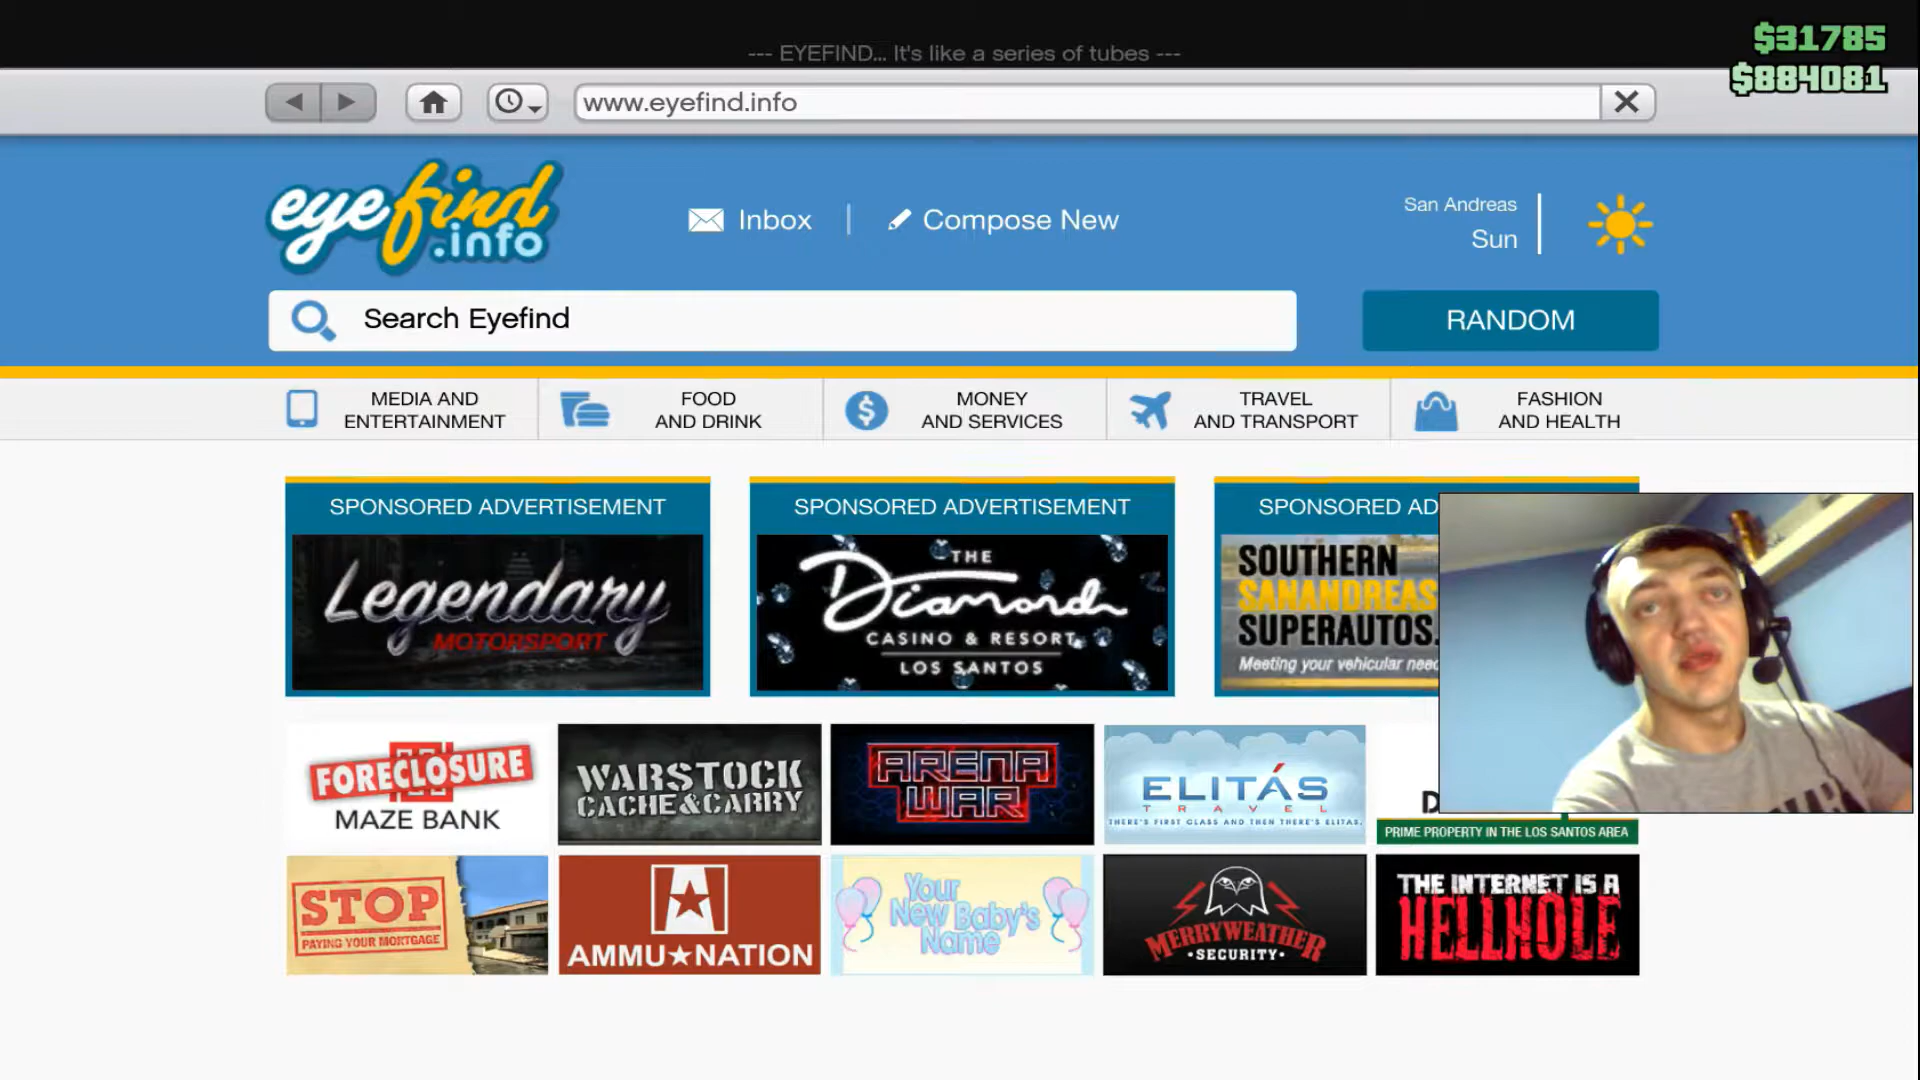 --- EYEFIND... It's like a series of tubes ---
$31785
$884081
www.eyefind.info
eyefind
.info
Inbox
Compose New
San Andreas
Sun
Search Eyefind
RANDOM
MEDIA AND
ENTERTAINMENT
FOOD
AND DRINK
MONEY
AND SERVICES
TRAVEL
AND TRANSPORT
FASHION
AND HEALTH
SPONSORED ADVERTISEMENT
Legendary
MOTORSPORT
SPONSORED ADVERTISEMENT
THE
Diamond
CASINO & RESORT
LOS SANTOS
SPONSORED AD
SOUTHERN
SANANDREAS
SUPERAUTOS.
Meeting your vehicular need
FORECLOSURE
MAZE BANK
WARSTOCK
CACHE&CARRY
ARENA
WAR
ELITÁS
TRAVEL
THERE'S FIRST CLASS AND THEN THERE'S ELITAS.
D
PRIME PROPERTY IN THE LOS SANTOS AREA
STOP
PAYING YOUR MORTGAGE
AMMU★NATION
Your
New Baby's
Name
MERRYWEATHER
•SECURITY•
THE INTERNET IS A
HELLHOLE